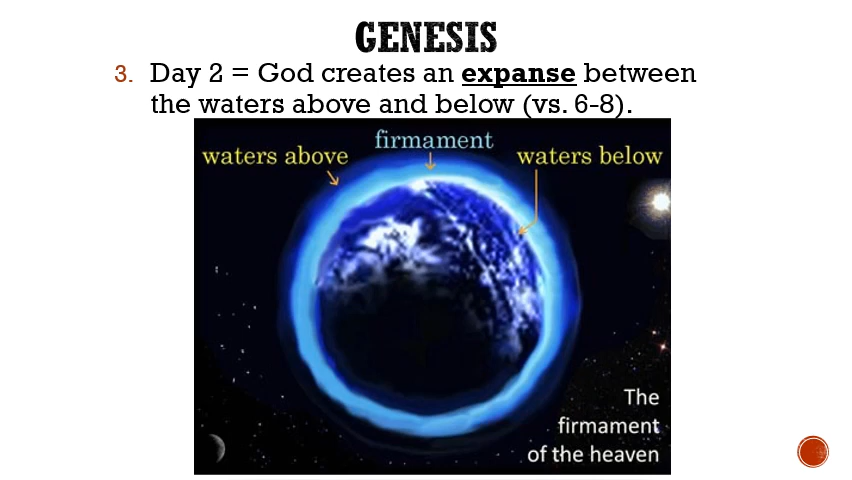 GENESIS
3. Day 2 = God creates an expanse between
the waters above and below (vs. 6-8).
firmament
waters above
waters below
The
firmament
of the heaven